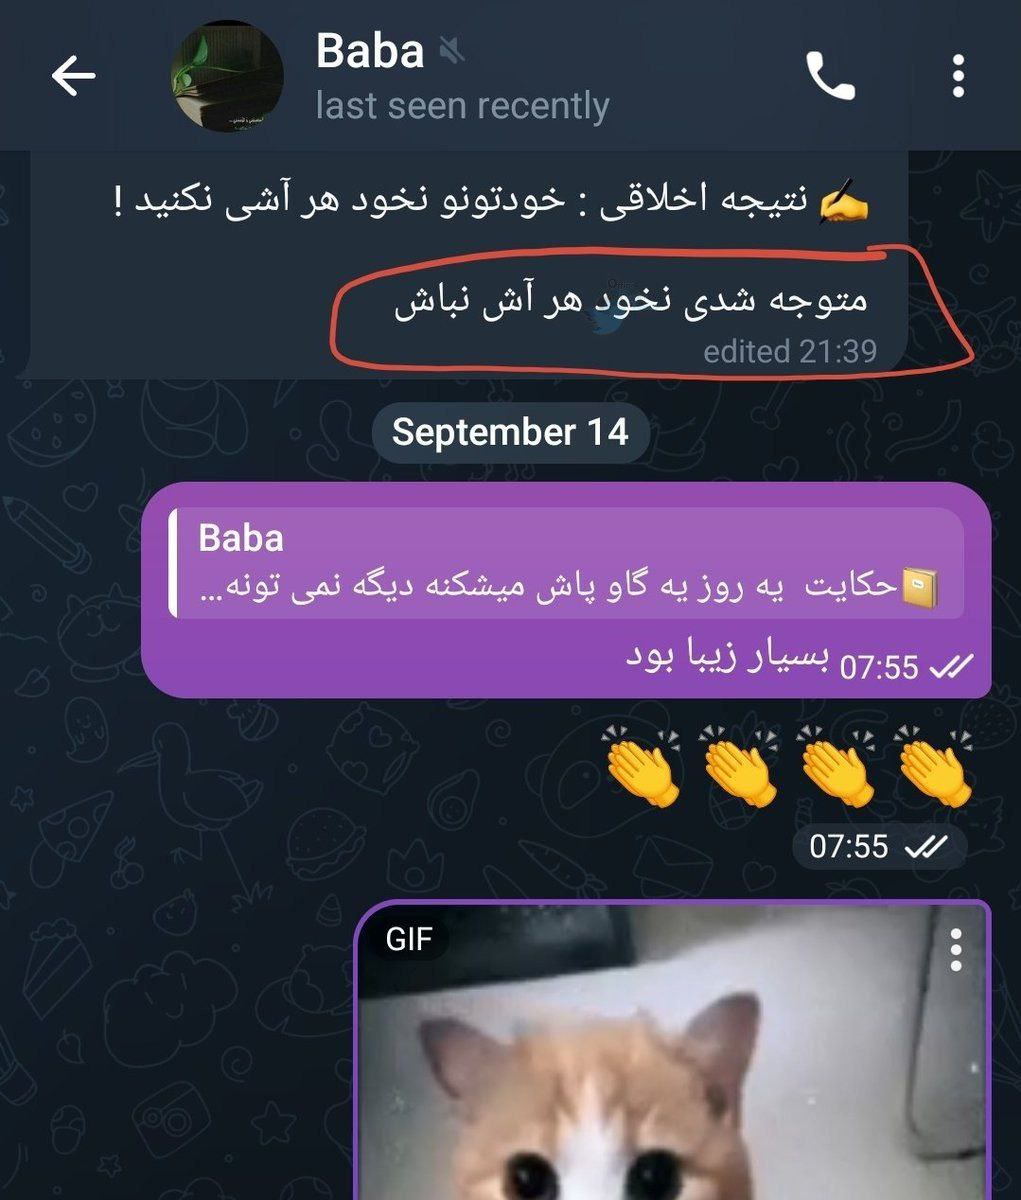 Baba
last seen recently
✍️ نتیجه اخلاقی : خودتونو نخود هر آشی نکنید !
متوجه شدی نخود هر آش نباش
edited 21:39
September 14
Baba
📔حکایت یه روز یه گاو پاش میشکنه دیگه نمی تونه...
بسیار زیبا بود 07:55
👏 👏 👏 👏
07:55
GIF